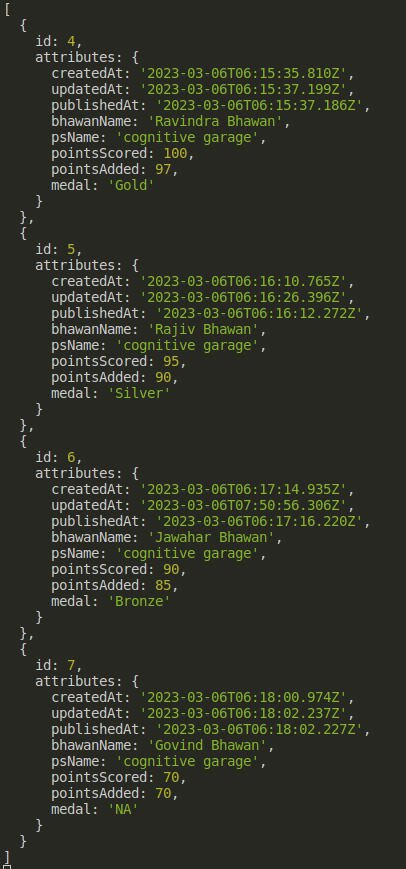 [
  {
    id: 4,
    attributes: {
      createdAt: '2023-03-06T06:15:35.810Z',
      updatedAt: '2023-03-06T06:15:37.199Z',
      publishedAt: '2023-03-06T06:15:37.186Z',
      bhawanName: 'Ravindra Bhawan',
      psName: 'cognitive garage',
      pointsScored: 100,
      pointsAdded: 97,
      medal: 'Gold'
    }
  },
  {
    id: 5,
    attributes: {
      createdAt: '2023-03-06T06:16:10.765Z',
      updatedAt: '2023-03-06T06:16:26.396Z',
      publishedAt: '2023-03-06T06:16:12.272Z',
      bhawanName: 'Rajiv Bhawan',
      psName: 'cognitive garage',
      pointsScored: 95,
      pointsAdded: 90,
      medal: 'Silver'
    }
  },
  {
    id: 6,
    attributes: {
      createdAt: '2023-03-06T06:17:14.935Z',
      updatedAt: '2023-03-06T07:50:56.306Z',
      publishedAt: '2023-03-06T06:17:16.220Z',
      bhawanName: 'Jawahar Bhawan',
      psName: 'cognitive garage',
      pointsScored: 90,
      pointsAdded: 85,
      medal: 'Bronze'
    }
  },
  {
    id: 7,
    attributes: {
      createdAt: '2023-03-06T06:18:00.974Z',
      updatedAt: '2023-03-06T06:18:02.237Z',
      publishedAt: '2023-03-06T06:18:02.227Z',
      bhawanName: 'Govind Bhawan',
      psName: 'cognitive garage',
      pointsScored: 70,
      pointsAdded: 70,
      medal: 'NA'
    }
  }
]